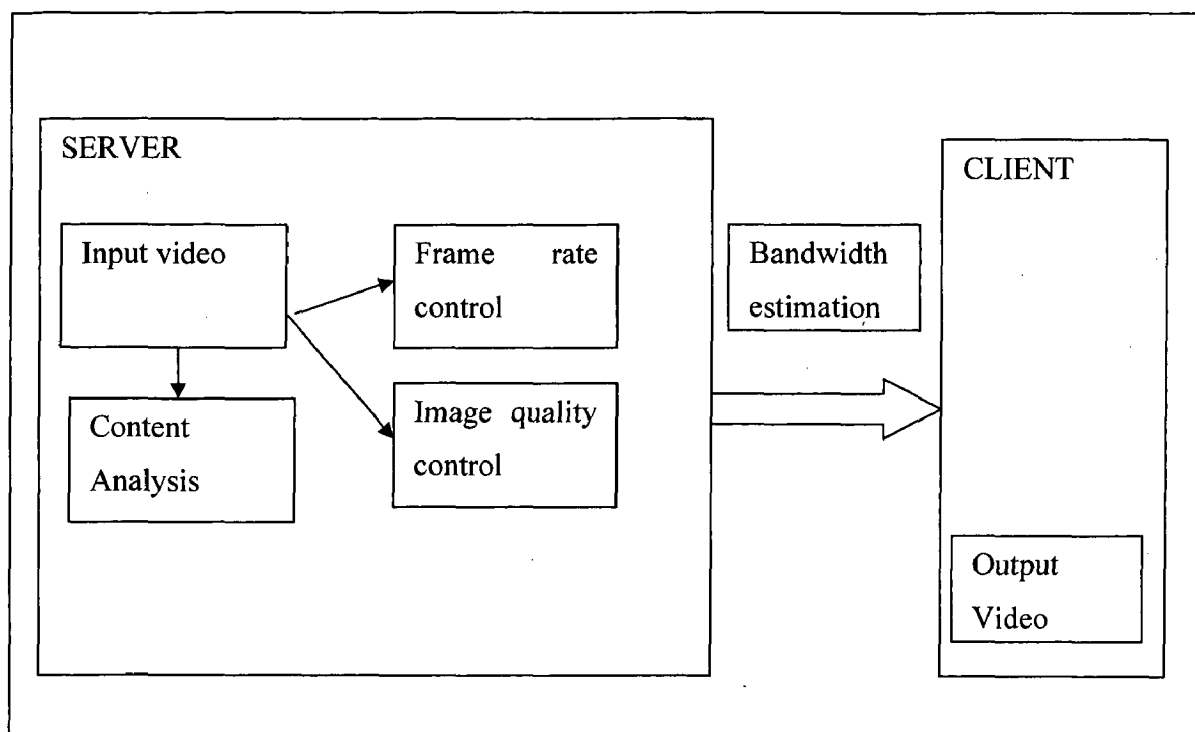 SERVER
Input video
Content
Analysis
Frame rate
control
Image quality
control
Bandwidth
estimation
CLIENT
Output
Video